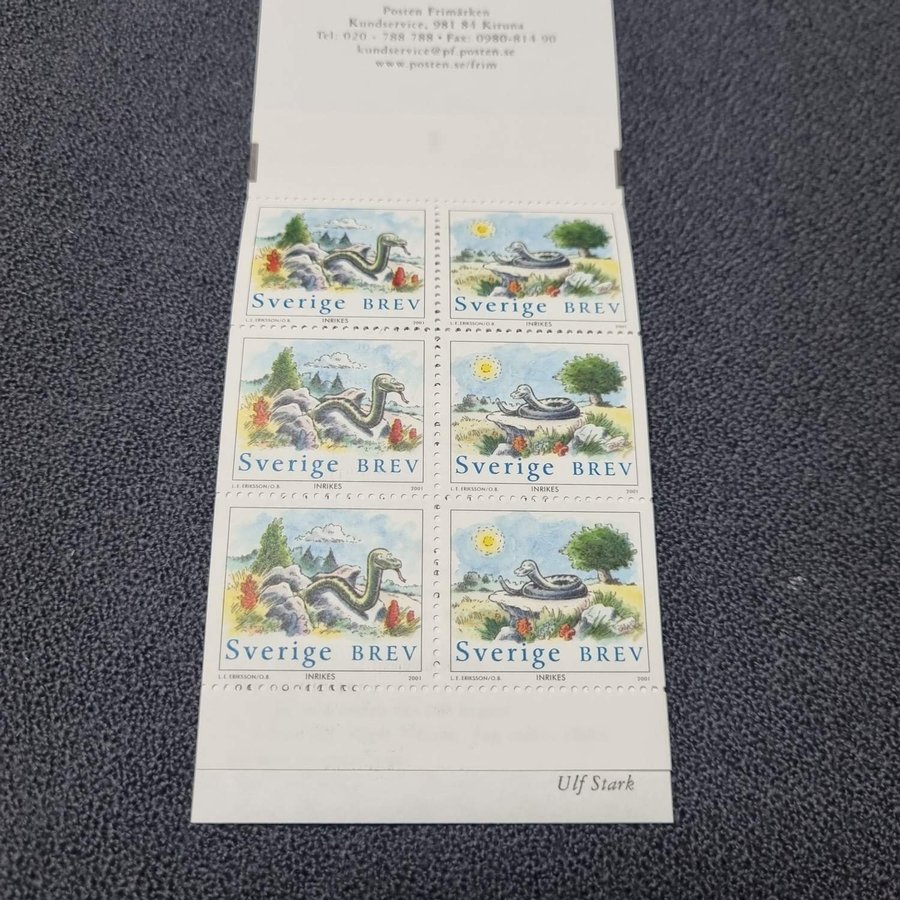 Posten Frimärken
Kundservice, 981 84 Kiruna
Tel: 020 - 788 788 • Fax: 0980-814 90
kundservice@pf.posten.se
www.posten.se/frim
Sverige BREV
L.E. ERIKSSON/O.B. INRIKES 2001
Sverige BREV
L.E. ERIKSSON/O.B. INRIKES 2001
Sverige BREV
L.E. ERIKSSON/O.B. INRIKES 2001
Sverige BREV
L.E. ERIKSSON/O.B. INRIKES 2001
Sverige BREV
L.E. ERIKSSON/O.B. INRIKES 2001
Sverige BREV
L.E. ERIKSSON/O.B. INRIKES 2001
Ulf Stark